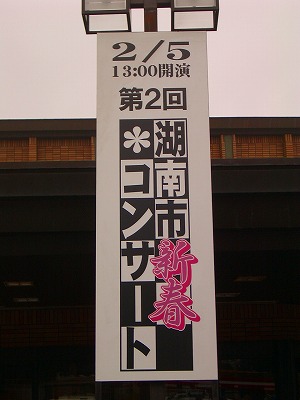 2/5
13:00開演
第2回
湖南市新春
＊コンサート